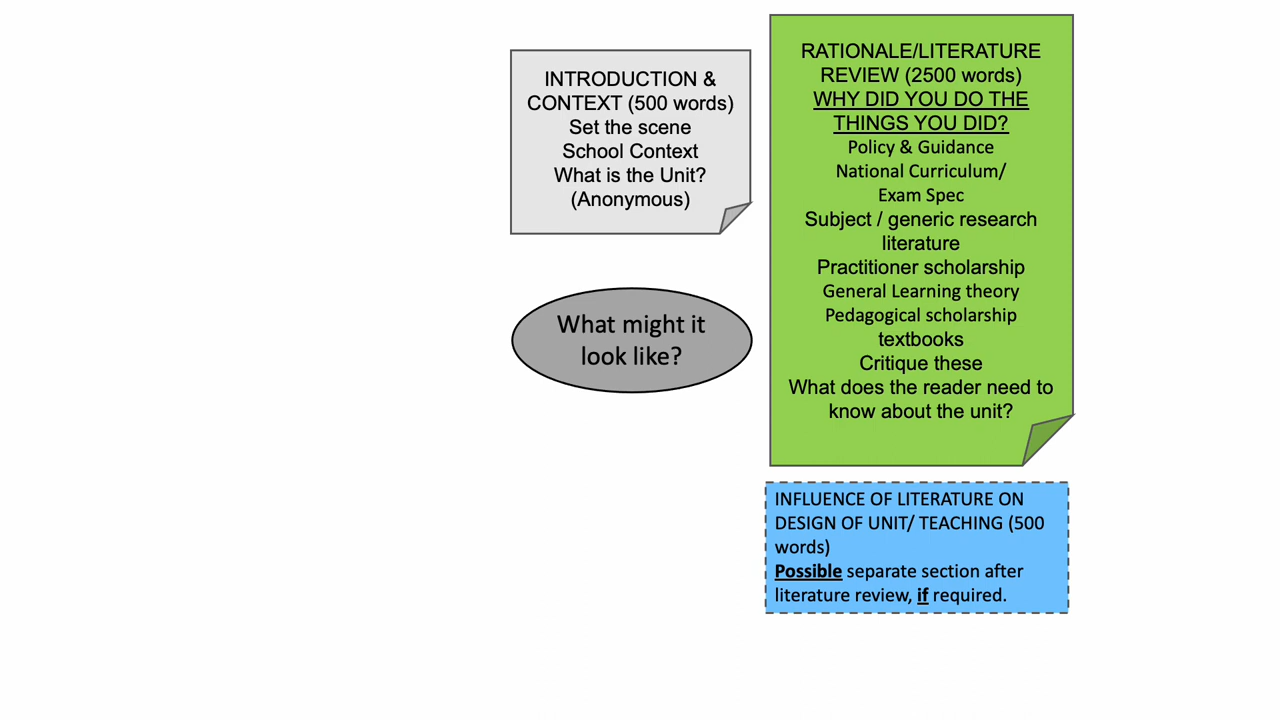 INTRODUCTION &
CONTEXT (500 words)
Set the scene
School Context
What is the Unit?
(Anonymous)
What might it
look like?
RATIONALE/LITERATURE
REVIEW (2500 words)
WHY DID YOU DO THE
THINGS YOU DID?
Policy & Guidance
National Curriculum/
Exam Spec
Subject / generic research
literature
Practitioner scholarship
General Learning theory
Pedagogical scholarship
textbooks
Critique these
What does the reader need to
know about the unit?
INFLUENCE OF LITERATURE ON
DESIGN OF UNIT/ TEACHING (500
words)
Possible separate section after
literature review, if required.